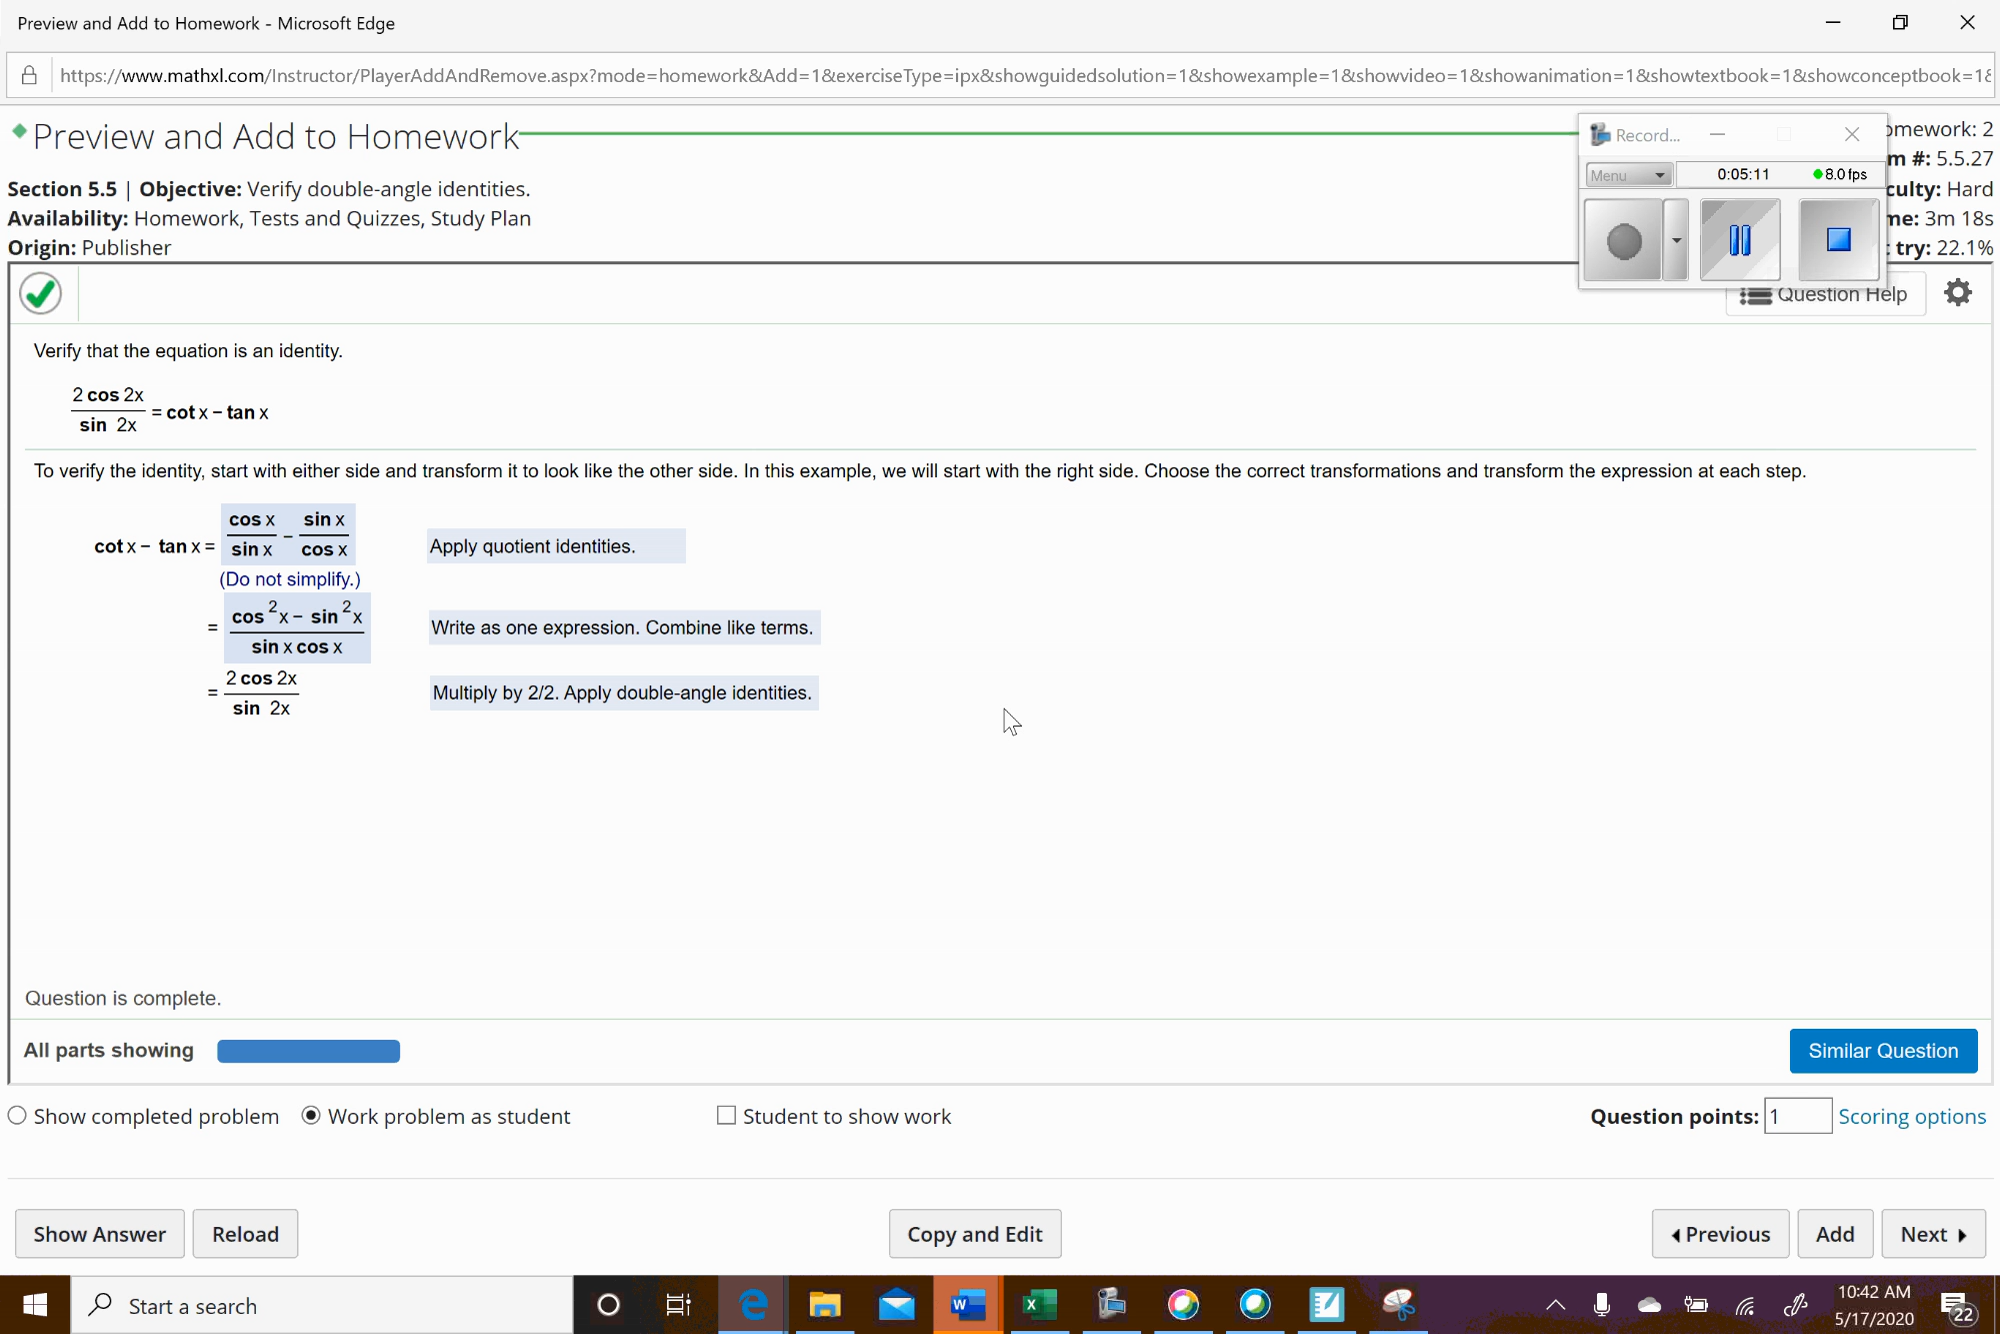 Preview and Add to Homework - Microsoft Edge
https://www.mathxl.com/Instructor/PlayerAddAndRemove.aspx?mode=homework&Add=1&exerciseType=ipx&showguidedsolution=1&showexample=1&showvideo=1&showanimation=1&showtextbook=1&showconceptbook=1&
Preview and Add to Homework
Record...
omework: 2
m #: 5.5.27
Menu 0:05:11 8.0 fps
Section 5.5 | Objective: Verify double-angle identities.
culty: Hard
Availability: Homework, Tests and Quizzes, Study Plan
me: 3m 18s
Origin: Publisher
try: 22.1%
Question Help
Verify that the equation is an identity.
2 cos 2x
= cot x – tan x
sin 2x
To verify the identity, start with either side and transform it to look like the other side. In this example, we will start with the right side. Choose the correct transformations and transform the expression at each step.
cos x sin x
cot x – tan x = – Apply quotient identities.
sin x cos x
(Do not simplify.)
cos 2x – sin 2x
= Write as one expression. Combine like terms.
sin x cos x
2 cos 2x
= Multiply by 2/2. Apply double-angle identities.
sin 2x
Question is complete.
All parts showing
Similar Question
Show completed problem Work problem as student Student to show work
Question points: 1 Scoring options
Show Answer Reload Copy and Edit Previous Add Next
Start a search
10:42 AM
5/17/2020
22